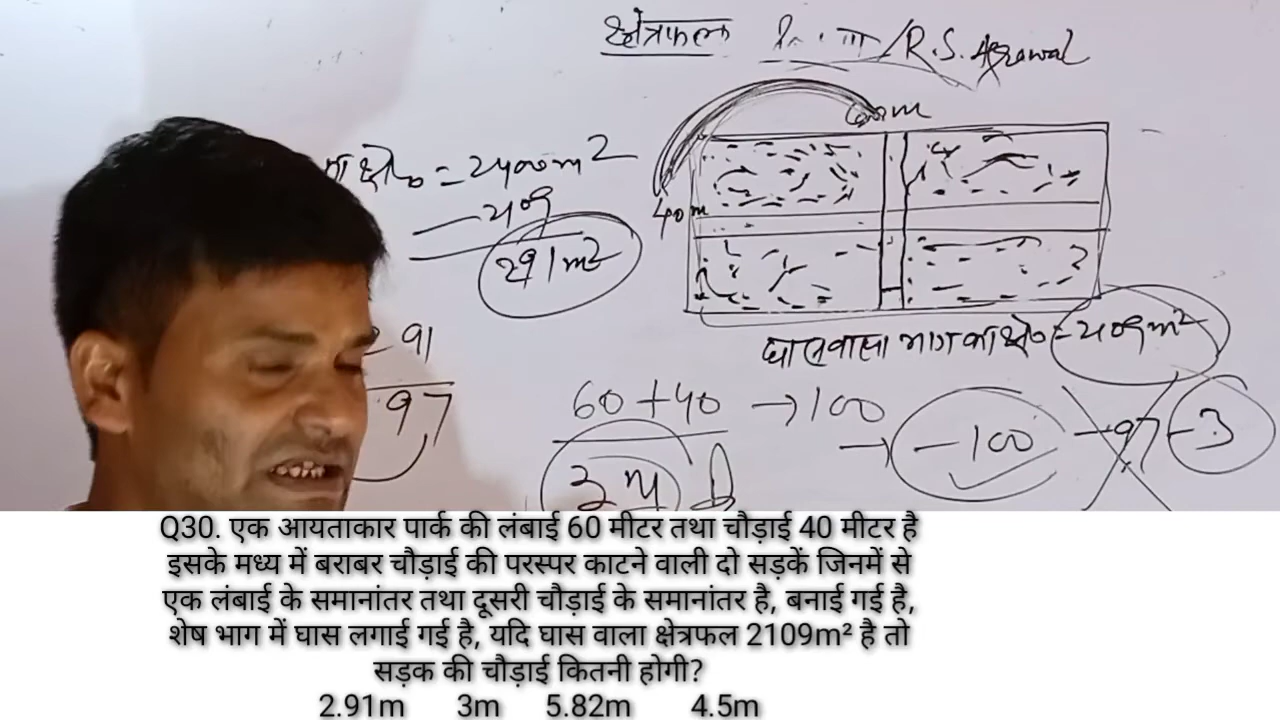 क्षेत्रफल / R.S. Agrawal
60m
का क्षे० = 2400m²
2109
40m
291m²
घासवाला भाग का क्षे० = 2109m²
291
97
60 + 40 → 100
→ - 100 - 97 - 3
3 m
Q30. एक आयताकार पार्क की लंबाई 60 मीटर तथा चौड़ाई 40 मीटर है
इसके मध्य में बराबर चौड़ाई की परस्पर काटने वाली दो सड़कें जिनमें से
एक लंबाई के समानांतर तथा दूसरी चौड़ाई के समानांतर है, बनाई गई है,
शेष भाग में घास लगाई गई है, यदि घास वाला क्षेत्रफल 2109m² है तो
सड़क की चौड़ाई कितनी होगी?
2.91m 3m 5.82m 4.5m